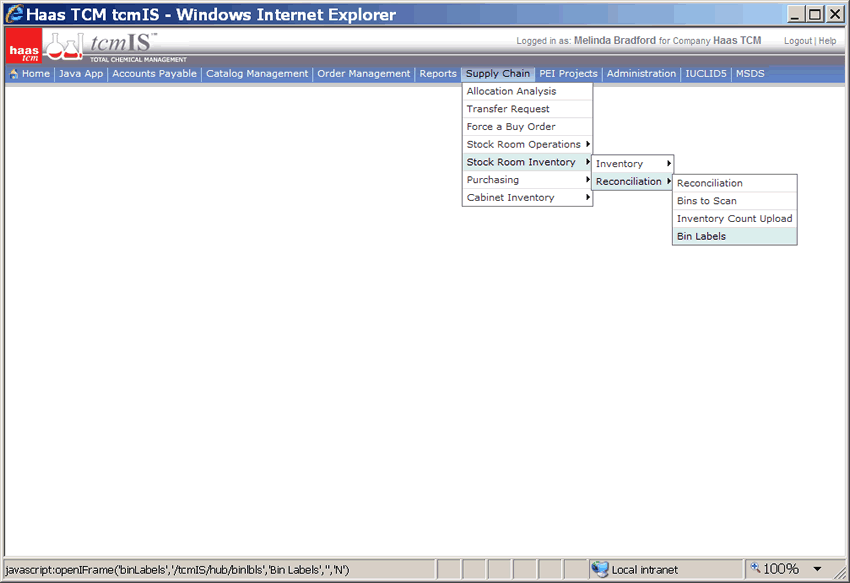 Haas TCM tcmIS - Windows Internet Explorer
haas tcm
tcmIS™
TOTAL CHEMICAL MANAGEMENT
Logged in as: Melinda Bradford for Company Haas TCM Logout | Help
Home | Java App | Accounts Payable | Catalog Management | Order Management | Reports | Supply Chain | PEI Projects | Administration | IUCLID5 | MSDS
Allocation Analysis
Transfer Request
Force a Buy Order
Stock Room Operations
Stock Room Inventory
Purchasing
Cabinet Inventory
Inventory
Reconciliation
Reconciliation
Bins to Scan
Inventory Count Upload
Bin Labels
javascript:openIFrame('binLabels','/tcmIS/hub/binlbls','Bin Labels','','N') Local intranet 100%